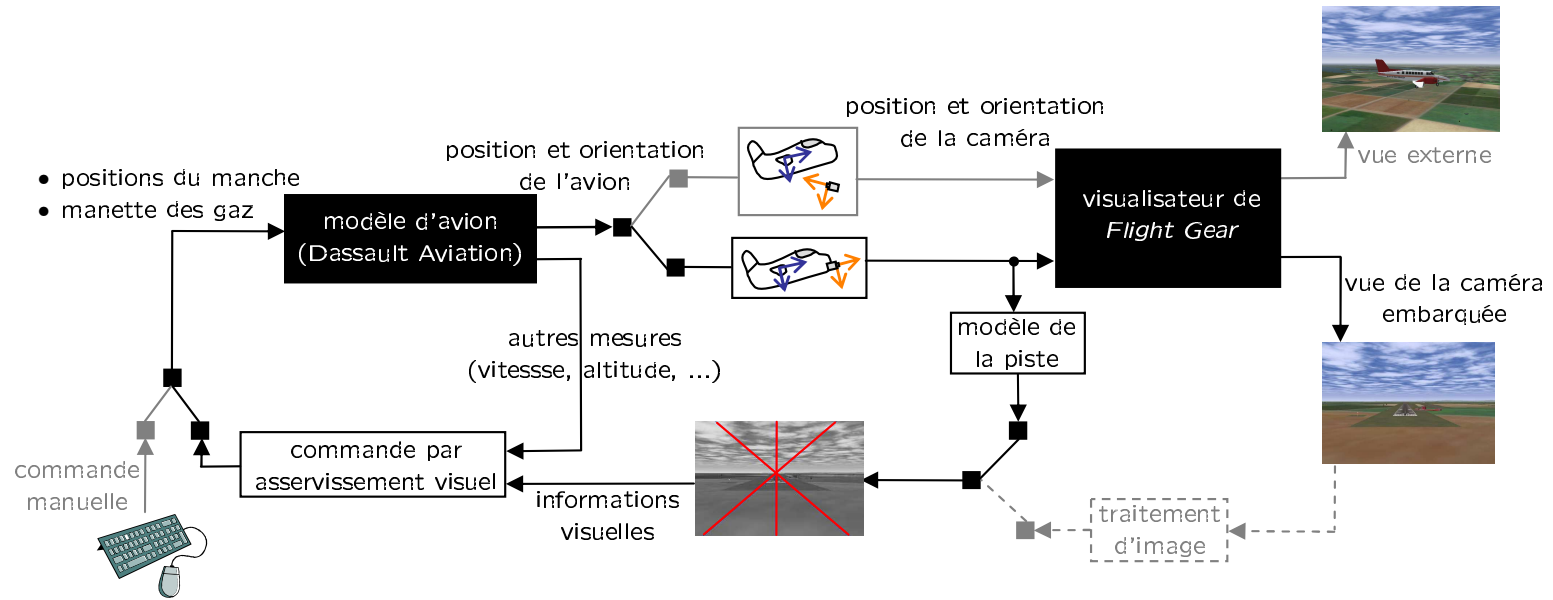 position et orientation
de la caméra
vue externe
position et orientation
de l'avion
• positions du manche
• manette des gaz
modèle d'avion
(Dassault Aviation)
visualisateur de
Flight Gear
vue de la caméra
embarquée
autres mesures
(vitessse, altitude, ...)
modèle de
la piste
commande par
asservissement visuel
commande
manuelle
informations
visuelles
traitement
d'image